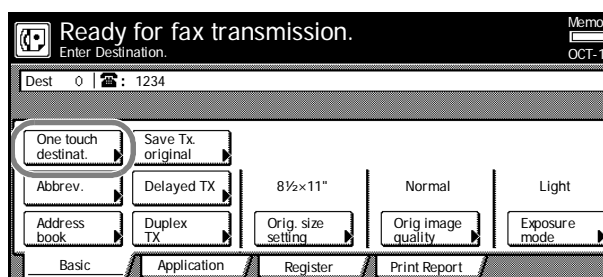 Ready for fax transmission.
Enter Destination.
Memo
OCT-1
Dest 0 ☎: 1234
One touch
destinat.
Save Tx.
original
Abbrev.
Delayed TX
8½×11"
Normal
Light
Address
book
Duplex
TX
Orig. size
setting
Orig image
quality
Exposure
mode
Basic
Application
Register
Print Report